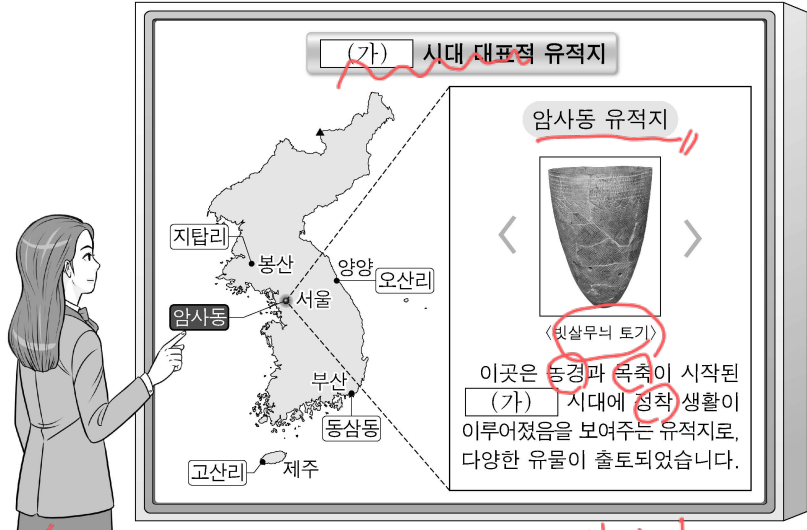 (가) 시대 대표적 유적지
암사동 유적지
지탑리
봉산
양양
오산리
암사동
서울
부산
동삼동
고산리
제주
〈빗살무늬 토기〉
이곳은 농경과 목축이 시작된
(가) 시대에 정착 생활이
이루어졌음을 보여주는 유적지로,
다양한 유물이 출토되었습니다.